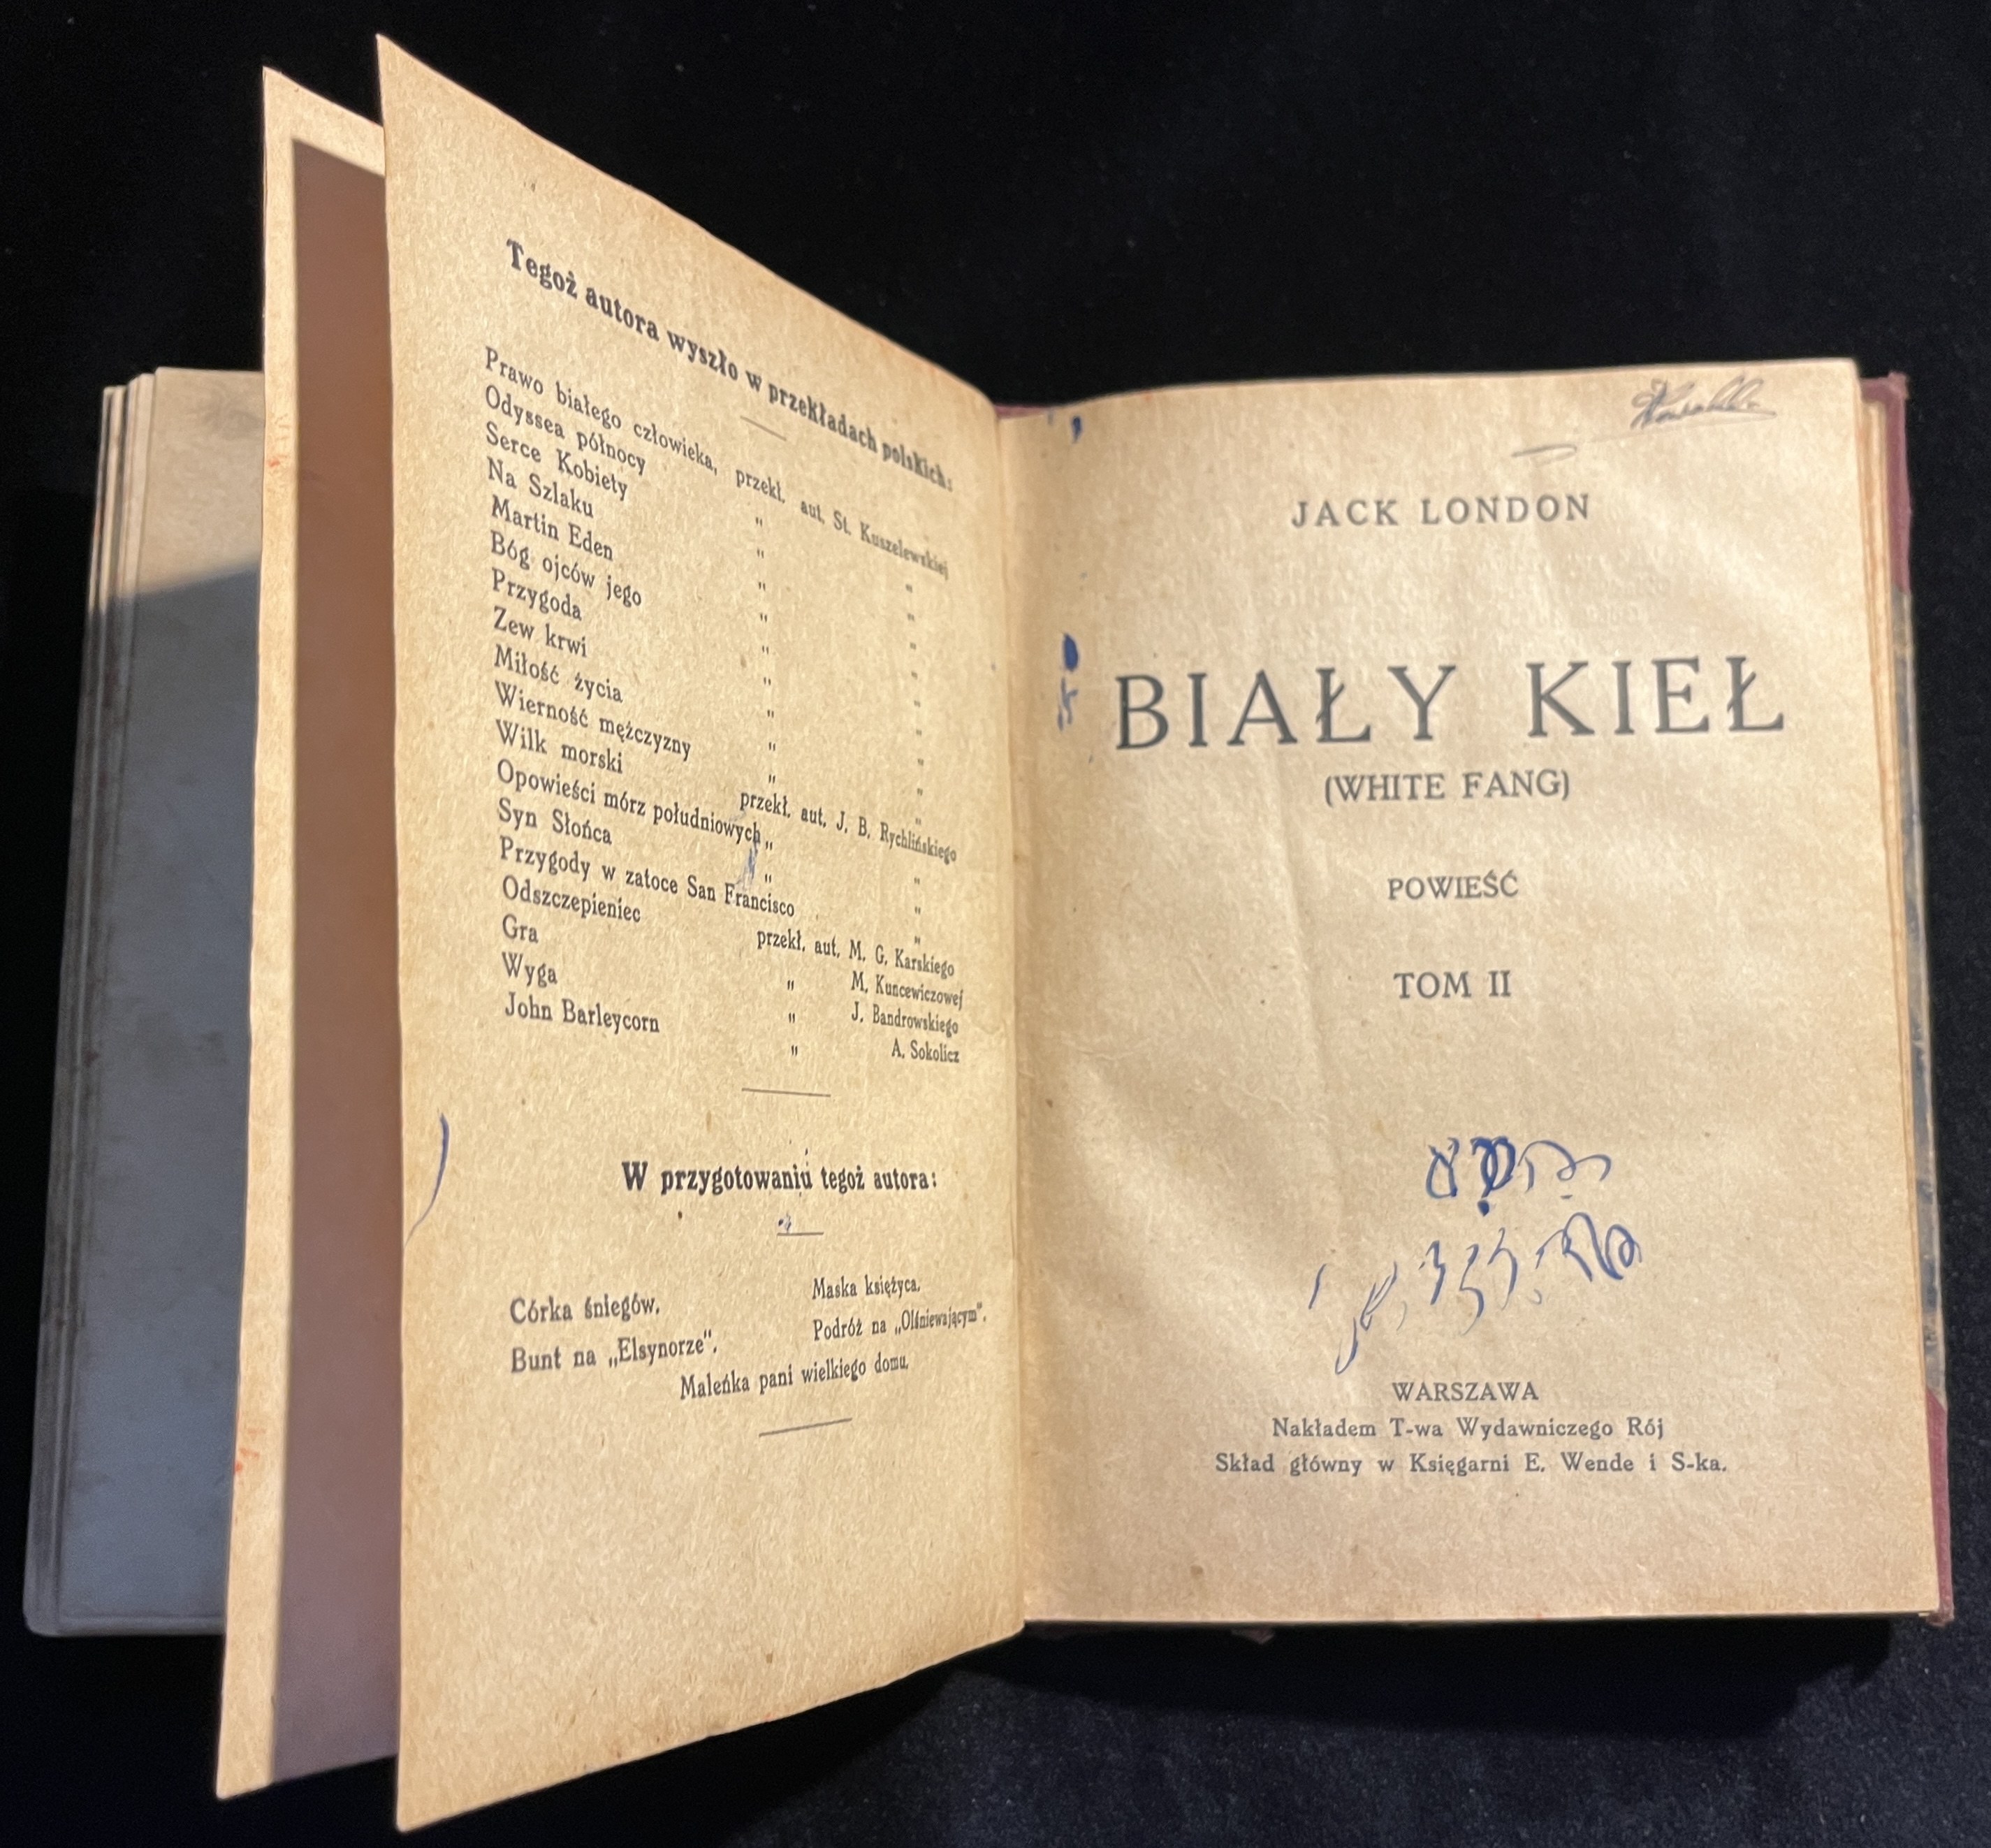 Tegoż autora wyszło w przekładach polskich:
Prawo białego człowieka, przekł. aut. St. Kuszelewskiej
Odyssea północy " "
Serce Kobiety " "
Na Szlaku " "
Martin Eden " "
Bóg ojców jego " "
Przygoda " "
Zew krwi " "
Miłość życia " "
Wierność mężczyzny " "
Wilk morski przekł. aut. J. B. Rychlińskiego
Opowieści mórz południowych " "
Syn Słońca " "
Przygody w zatoce San Francisco "
Odszczepieniec przekł. aut. M. G. Karskiego
Gra " M. Kuncewiczowej
Wyga " J. Bandrowskiego
John Barleycorn " A. Sokolicz
W przygotowaniu tegoż autora:
Córka śniegów. Maska księżyca.
Bunt na „Elsynorze". Podróż na „Olśniewającym".
Maleńka pani wielkiego domu.
JACK LONDON
BIAŁY KIEŁ
(WHITE FANG)
POWIEŚĆ
TOM II
WARSZAWA
Nakładem T-wa Wydawniczego Rój
Skład główny w Księgarni E. Wende i S-ka.